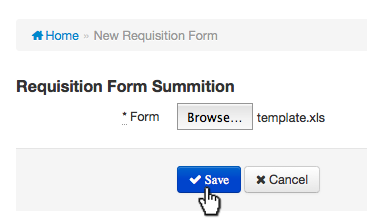 Home » New Requisition Form
Requisition Form Summition
* Form Browse... template.xls
Save Cancel